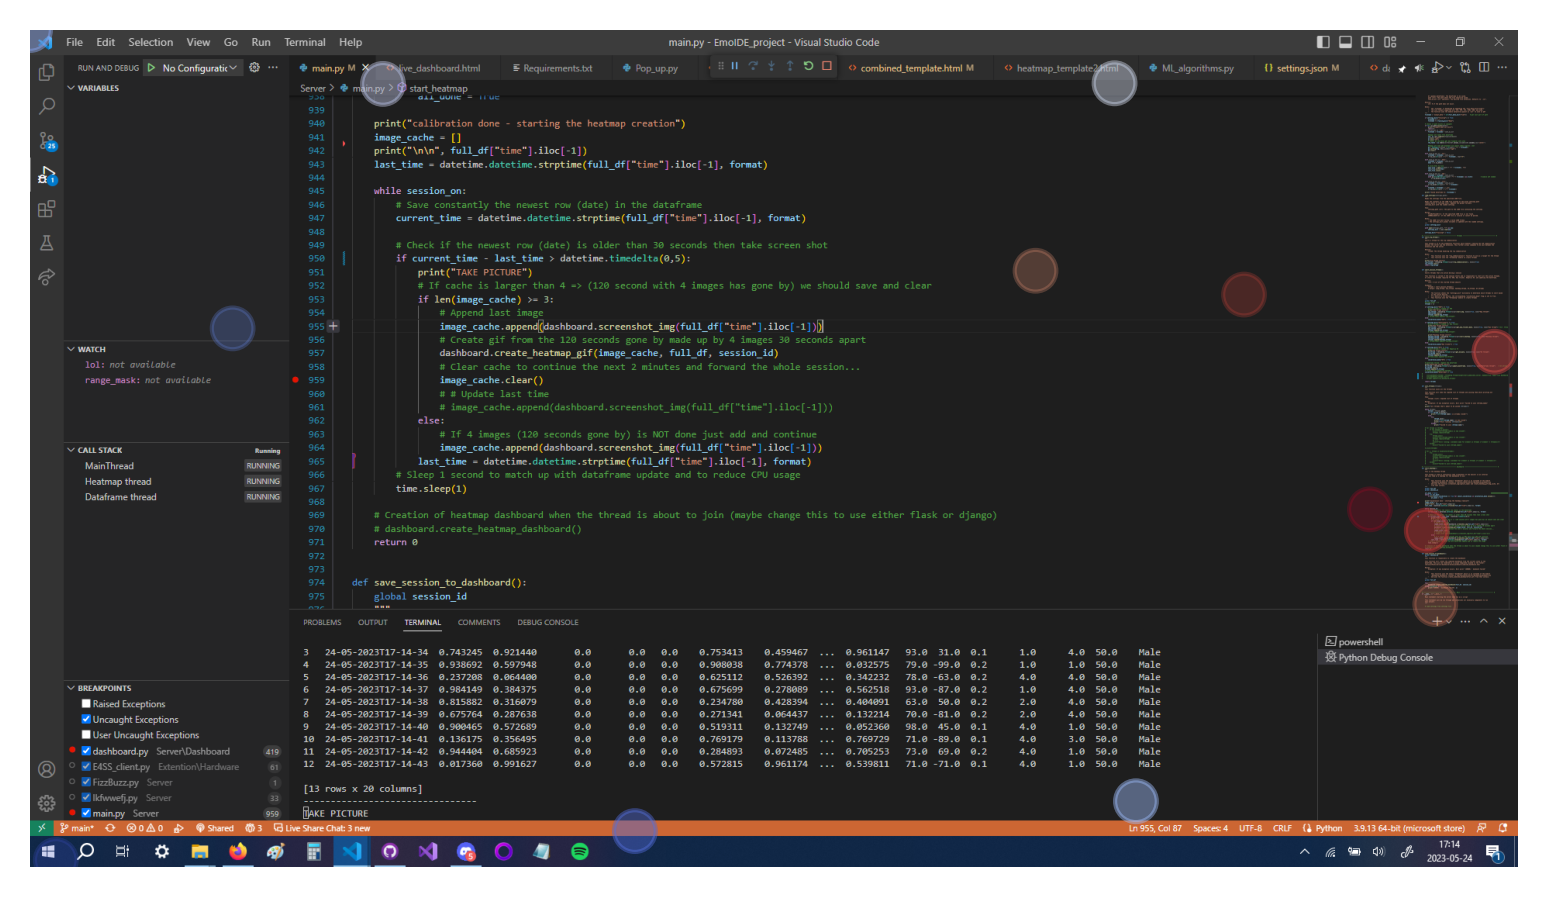 File Edit Selection View Go Run Terminal Help
main.py - EmoIDE_project - Visual Studio Code
RUN AND DEBUG No Configuratic
main.py M
live_dashboard.html
Requirements.txt
Pop_up.py
combined_template.html M
heatmap_template2.html
ML_algorithms.py
settings.json M
VARIABLES
Server > main.py > start_heatmap
938 all_done = True
939
940 print("calibration done - starting the heatmap creation")
941 image_cache = []
942 print("\n\n", full_df["time"].iloc[-1])
943 last_time = datetime.datetime.strptime(full_df["time"].iloc[-1], format)
944
945 while session_on:
946 # Save constantly the newest row (date) in the dataframe
947 current_time = datetime.datetime.strptime(full_df["time"].iloc[-1], format)
948
949 # Check if the newest row (date) is older than 30 seconds then take screen shot
950 if current_time - last_time > datetime.timedelta(0,5):
951 print("TAKE PICTURE")
952 # If cache is larger than 4 => (120 second with 4 images has gone by) we should save and clear
953 if len(image_cache) >= 3:
954 # Append last image
955 image_cache.append(dashboard.screenshot_img(full_df["time"].iloc[-1]))
956 # Create gif from the 120 seconds gone by made up by 4 images 30 seconds apart
957 dashboard.create_heatmap_gif(image_cache, full_df, session_id)
958 # Clear cache to continue the next 2 minutes and forward the whole session...
959 image_cache.clear()
960 # # Update last time
961 # image_cache.append(dashboard.screenshot_img(full_df["time"].iloc[-1]))
962 else:
963 # If 4 images (120 seconds gone by) is NOT done just add and continue
964 image_cache.append(dashboard.screenshot_img(full_df["time"].iloc[-1]))
965 last_time = datetime.datetime.strptime(full_df["time"].iloc[-1], format)
966 # Sleep 1 second to match up with dataframe update and to reduce CPU usage
967 time.sleep(1)
968
969 # Creation of heatmap dashboard when the thread is about to join (maybe change this to use either flask or django)
970 # dashboard.create_heatmap_dashboard()
971 return 0
972
973
974 def save_session_to_dashboard():
975 global session_id
976 """
WATCH
lol: not available
range_mask: not available
CALL STACK Running
MainThread RUNNING
Heatmap thread RUNNING
Dataframe thread RUNNING
BREAKPOINTS
Raised Exceptions
Uncaught Exceptions
User Uncaught Exceptions
dashboard.py Server\Dashboard 419
E4SS_client.py Extention\Hardware 61
FizzBuzz.py Server 1
lkfwwefj.py Server 33
main.py Server 959
PROBLEMS OUTPUT TERMINAL COMMENTS DEBUG CONSOLE
3 24-05-2023T17-14-34 0.743245 0.921440 0.0 0.0 0.0 0.753413 0.459467 ... 0.961147 93.0 31.0 0.1 1.0 4.0 50.0 Male
4 24-05-2023T17-14-35 0.938692 0.597948 0.0 0.0 0.0 0.908038 0.774378 ... 0.032575 79.0 -99.0 0.2 1.0 1.0 50.0 Male
5 24-05-2023T17-14-36 0.237208 0.064400 0.0 0.0 0.0 0.625112 0.526392 ... 0.342232 78.0 -63.0 0.2 4.0 4.0 50.0 Male
6 24-05-2023T17-14-37 0.984149 0.384375 0.0 0.0 0.0 0.675699 0.278089 ... 0.562518 93.0 -87.0 0.2 1.0 4.0 50.0 Male
7 24-05-2023T17-14-38 0.815882 0.316079 0.0 0.0 0.0 0.234780 0.428394 ... 0.404091 63.0 50.0 0.2 2.0 4.0 50.0 Male
8 24-05-2023T17-14-39 0.675764 0.287638 0.0 0.0 0.0 0.271341 0.064437 ... 0.132214 70.0 -81.0 0.2 2.0 4.0 50.0 Male
9 24-05-2023T17-14-40 0.900465 0.572689 0.0 0.0 0.0 0.519311 0.132749 ... 0.052360 98.0 45.0 0.1 4.0 1.0 50.0 Male
10 24-05-2023T17-14-41 0.136175 0.356495 0.0 0.0 0.0 0.769179 0.113788 ... 0.769729 71.0 -89.0 0.1 4.0 3.0 50.0 Male
11 24-05-2023T17-14-42 0.944404 0.685923 0.0 0.0 0.0 0.284893 0.072485 ... 0.705253 73.0 69.0 0.2 4.0 1.0 50.0 Male
12 24-05-2023T17-14-43 0.017360 0.991627 0.0 0.0 0.0 0.572815 0.961174 ... 0.539811 71.0 -71.0 0.1 4.0 1.0 50.0 Male
[13 rows x 20 columns]
--------------------------------
TAKE PICTURE
powershell
Python Debug Console
main* 0 0 Shared 3 Live Share Chat: 3 new
Ln 955, Col 87 Spaces: 4 UTF-8 CRLF Python 3.9.13 64-bit (microsoft store)
17:14
2023-05-24